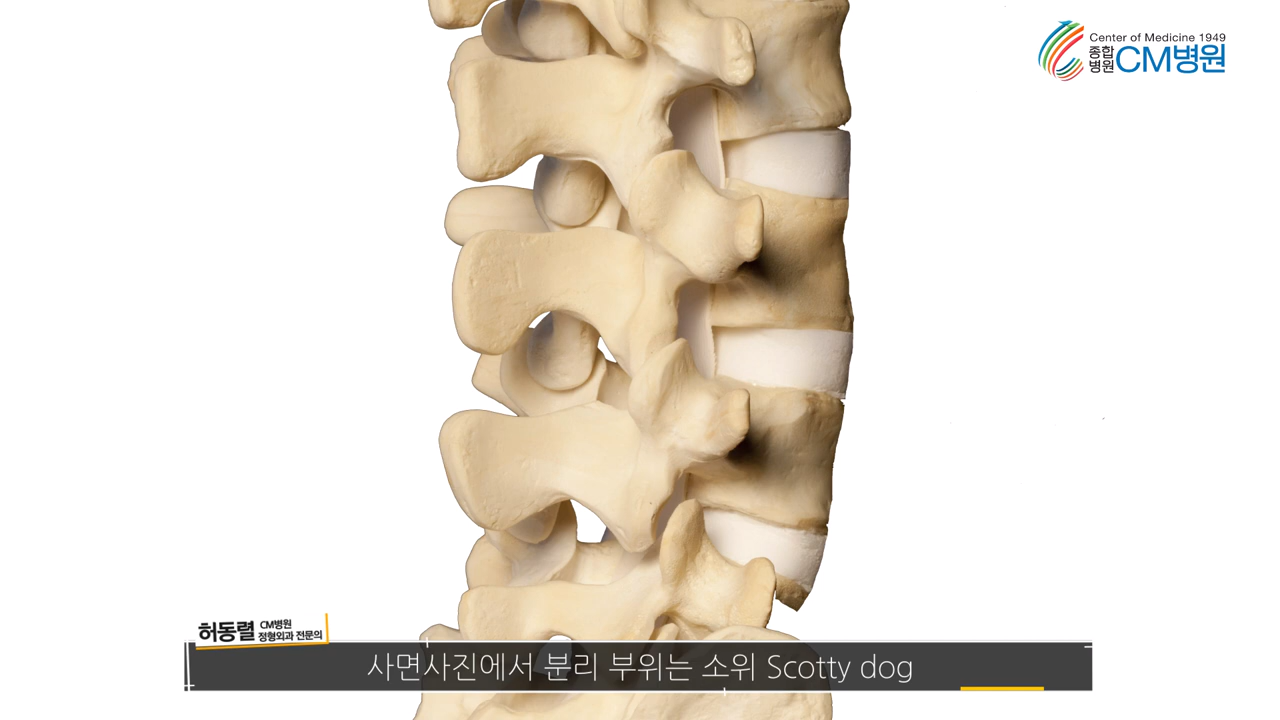 Center of Medicine 1949
종합
병원
CM병원
허동렬
CM병원
정형외과 전문의
사면사진에서 분리 부위는 소위 Scotty dog